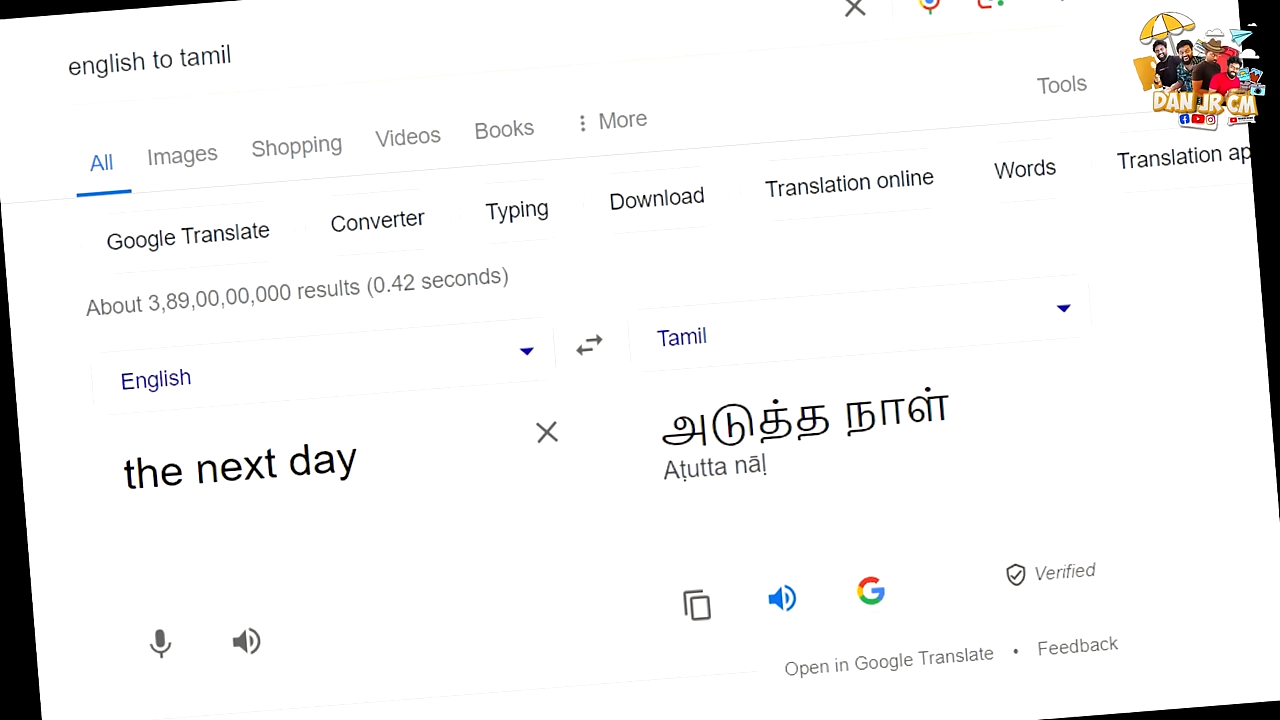 english to tamil
Tools
All Images Shopping Videos Books More
Google Translate Converter Typing Download Translation online Words Translation ap
About 3,89,00,00,000 results (0.42 seconds)
English Tamil
the next day
அடுத்த நாள்
Aṭutta nāḷ
Verified
Open in Google Translate • Feedback
DAN JR CM